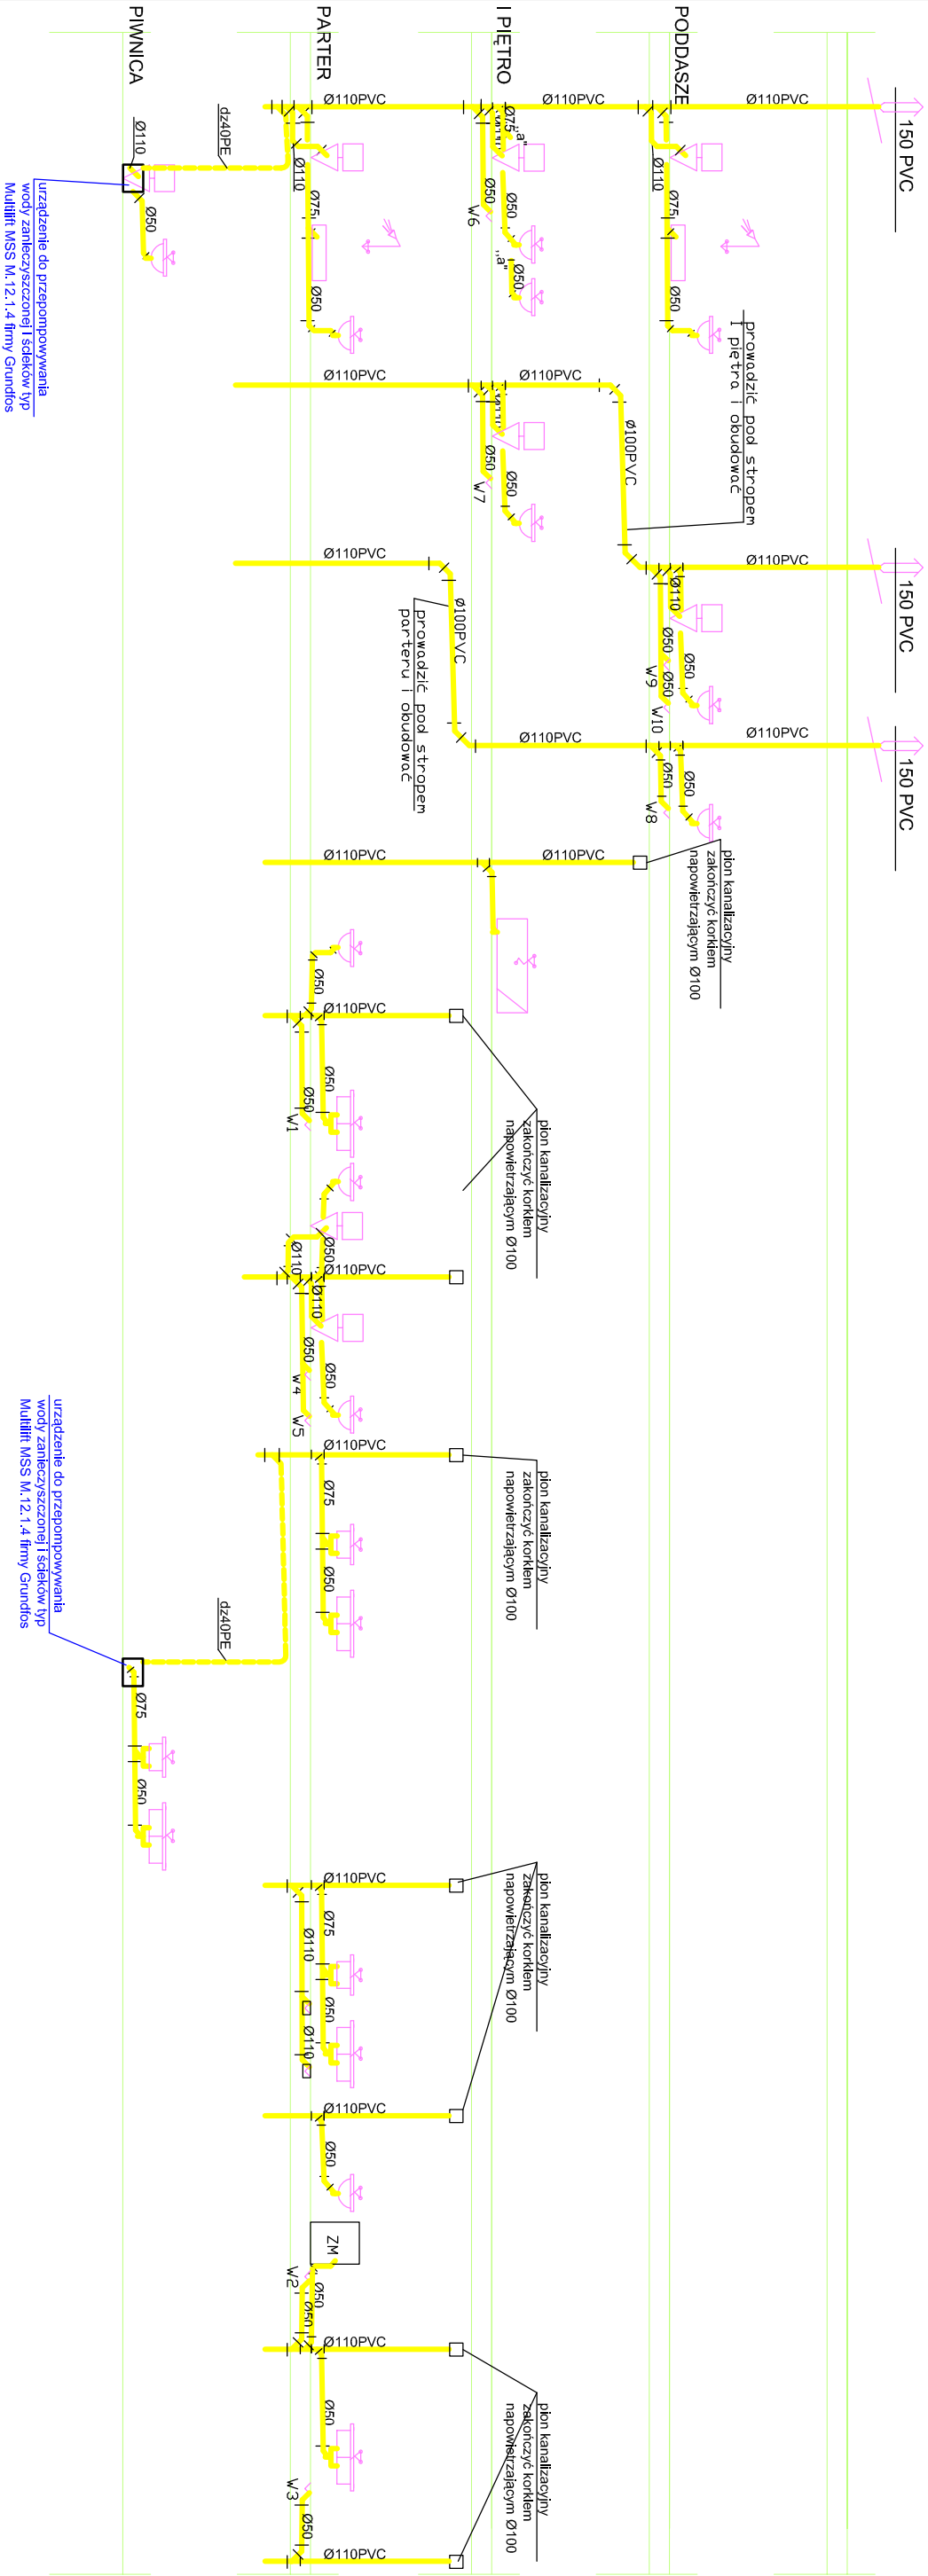 PIWNICA
PARTER
I PIĘTRO
PODDASZE
150 PVC
Ø110PVC
Ø110PVC
Ø110PVC
Ø110
dz40PE
Ø50
Ø110
Ø75
Ø50
Ø75
„a"
Ø50
W6
Ø50
„a"
Ø50
Ø110
Ø75
Ø50
urządzenie do przepompowywania
wody zanieczyszczonej i ścieków typ
Multilift MSS M.12.1.4 firmy Grundfos
prowadzić pod stropem
I piętra i obudować
Ø110PVC
Ø110PVC
Ø100PVC
Ø50
W7
Ø50
150 PVC
Ø110PVC
Ø110
Ø50
Ø50
W9
Ø50
W10
Ø110PVC
Ø100PVC
prowadzić pod stropem
parteru i obudować
150 PVC
Ø110PVC
Ø110PVC
Ø50
W8
Ø50
Ø110PVC
Ø110PVC
pion kanalizacyjny
zakończyć korkiem
napowietrzającym Ø100
Ø50
Ø110PVC
Ø50
Ø50
W1
pion kanalizacyjny
zakończyć korkiem
napowietrzającym Ø100
Ø110
Ø50
Ø110PVC
Ø110
Ø50
W4
Ø50
W5
Ø110PVC
Ø75
Ø50
pion kanalizacyjny
zakończyć korkiem
napowietrzającym Ø100
urządzenie do przepompowywania
wody zanieczyszczonej i ścieków typ
Multilift MSS M.12.1.4 firmy Grundfos
dz40PE
Ø75
Ø50
Ø110PVC
Ø75
Ø110
Ø50
Ø110
pion kanalizacyjny
zakończyć korkiem
napowietrzającym Ø100
Ø110PVC
Ø50
ZM
W2
Ø50
Ø50
Ø110PVC
Ø50
pion kanalizacyjny
zakończyć korkiem
napowietrzającym Ø100
W3
Ø50
Ø110PVC